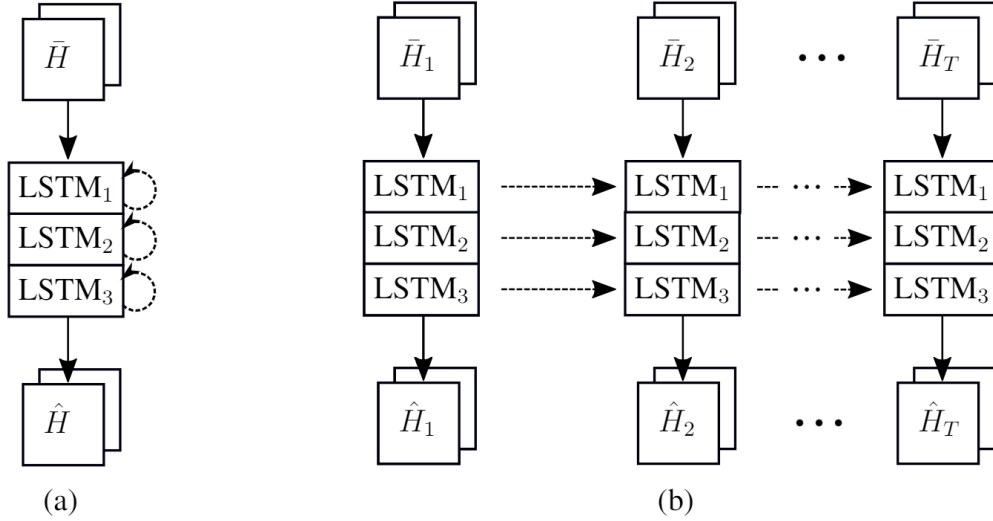 H̄ H̄₁ H̄₂ ••• H̄_T
LSTM₁ LSTM₁ LSTM₁ ... LSTM₁
LSTM₂ LSTM₂ LSTM₂ ... LSTM₂
LSTM₃ LSTM₃ LSTM₃ ... LSTM₃
Ĥ Ĥ₁ Ĥ₂ ••• Ĥ_T
(a) (b)